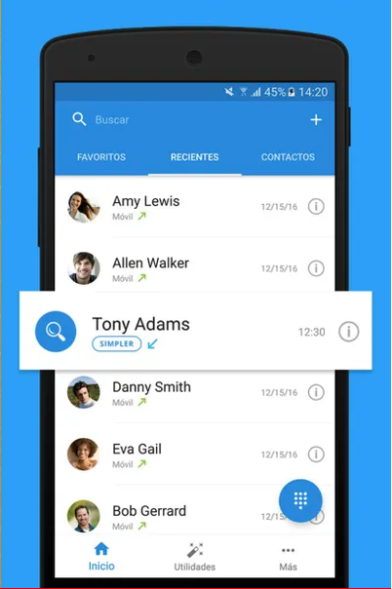 45% 14:20
Buscar
FAVORITOS RECIENTES CONTACTOS
Amy Lewis
Móvil 12/15/16
Allen Walker
Móvil 12/15/16
Tony Adams
SIMPLER 12:30
Danny Smith
Móvil 12/15/16
Eva Gail
Móvil 12/15/16
Bob Gerrard
Móvil 12/15
Inicio Utilidades Más